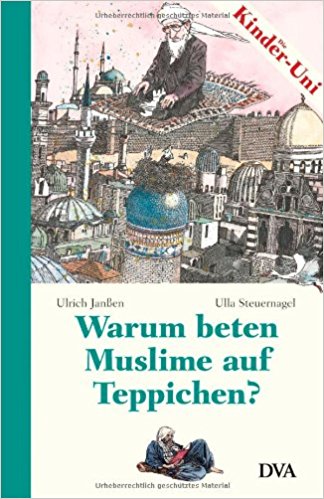 Urheberrechtlich geschütztes Material
Die
Kinder-Uni
Ulrich Janßen Ulla Steuernagel
Warum beten
Muslime auf
Teppichen?
DVA
Urheberrechtlich geschütztes Material